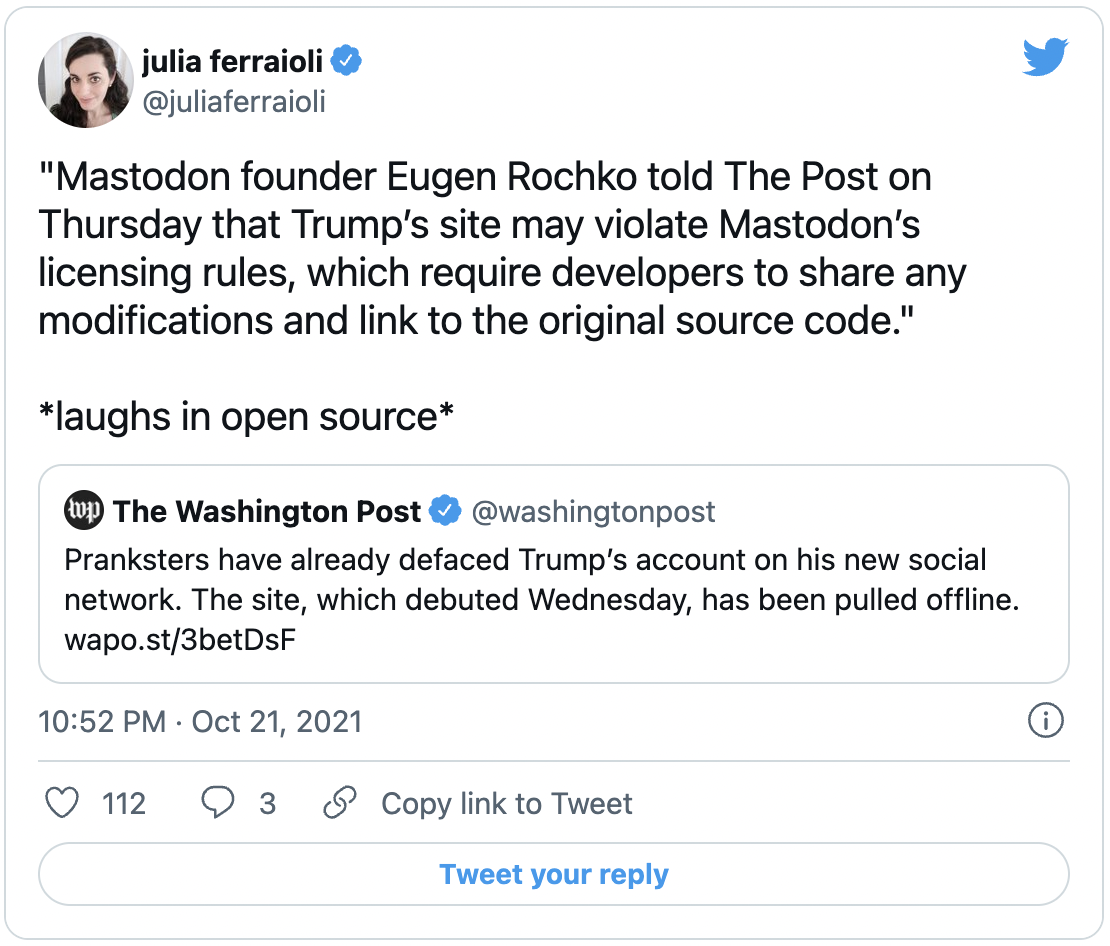 julia ferraioli
@juliaferraioli
"Mastodon founder Eugen Rochko told The Post on
Thursday that Trump’s site may violate Mastodon’s
licensing rules, which require developers to share any
modifications and link to the original source code."
*laughs in open source*
wp The Washington Post @washingtonpost
Pranksters have already defaced Trump’s account on his new social
network. The site, which debuted Wednesday, has been pulled offline.
wapo.st/3betDsF
10:52 PM · Oct 21, 2021
112 3 Copy link to Tweet
Tweet your reply